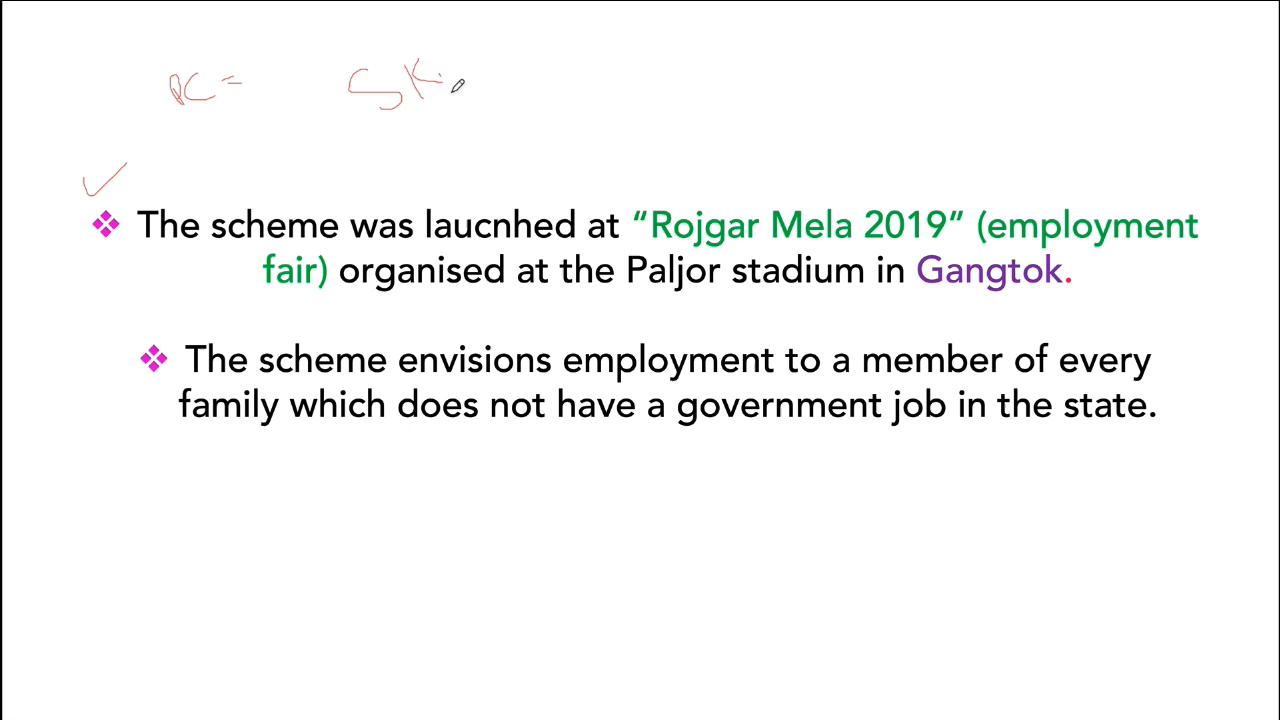 SKi
❖ The scheme was laucnhed at “Rojgar Mela 2019” (employment
fair) organised at the Paljor stadium in Gangtok.
❖ The scheme envisions employment to a member of every
family which does not have a government job in the state.